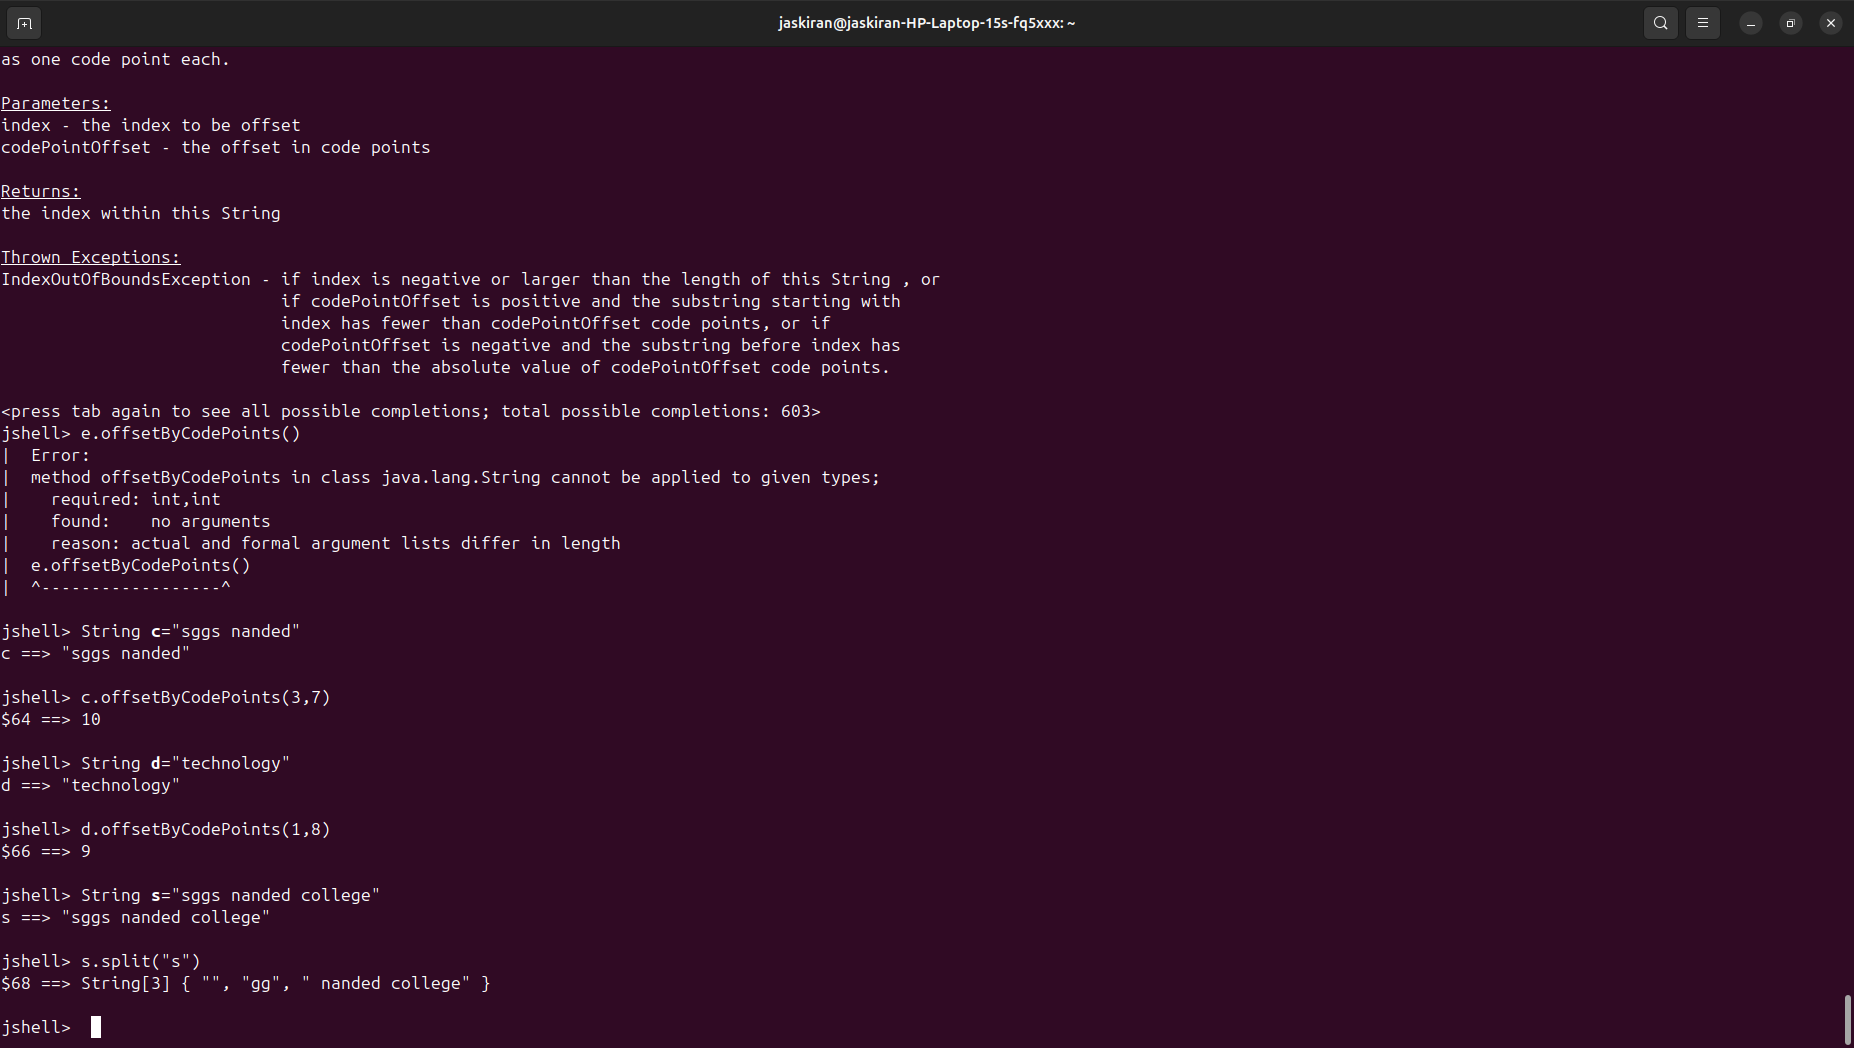 jaskiran@jaskiran-HP-Laptop-15s-fq5xxx: ~
as one code point each.
Parameters:
index - the index to be offset
codePointOffset - the offset in code points
Returns:
the index within this String
Thrown Exceptions:
IndexOutOfBoundsException - if index is negative or larger than the length of this String , or
if codePointOffset is positive and the substring starting with
index has fewer than codePointOffset code points, or if
codePointOffset is negative and the substring before index has
fewer than the absolute value of codePointOffset code points.
<press tab again to see all possible completions; total possible completions: 603>
jshell> e.offsetByCodePoints()
|  Error:
|  method offsetByCodePoints in class java.lang.String cannot be applied to given types;
|    required: int,int
|    found:    no arguments
|    reason: actual and formal argument lists differ in length
|  e.offsetByCodePoints()
|  ^------------------^
jshell> String c="sggs nanded"
c ==> "sggs nanded"
jshell> c.offsetByCodePoints(3,7)
$64 ==> 10
jshell> String d="technology"
d ==> "technology"
jshell> d.offsetByCodePoints(1,8)
$66 ==> 9
jshell> String s="sggs nanded college"
s ==> "sggs nanded college"
jshell> s.split("s")
$68 ==> String[3] { "", "gg", " nanded college" }
jshell>